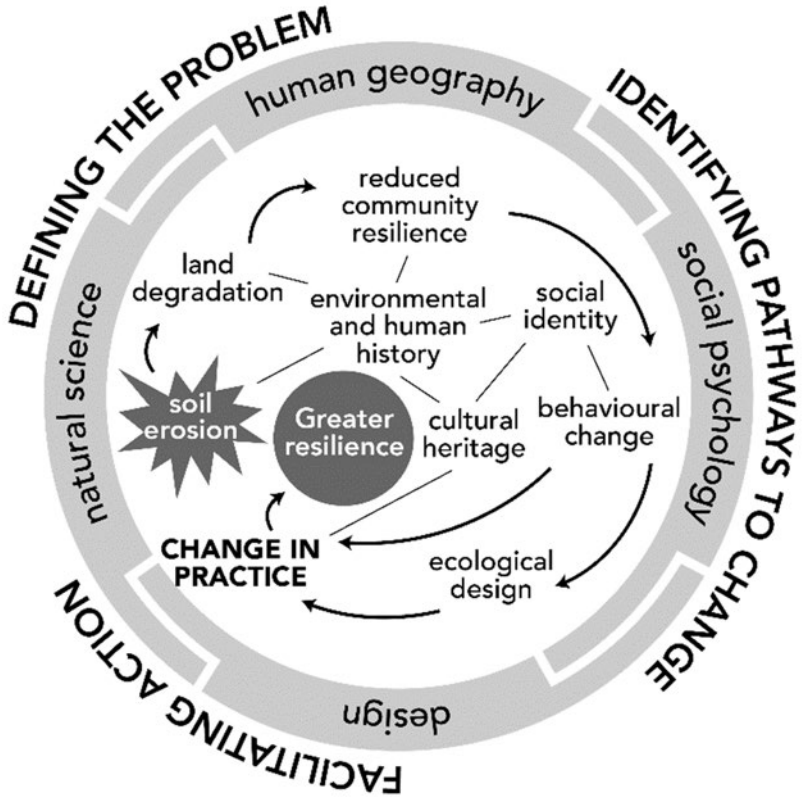 DEFINING THE PROBLEM
IDENTIFYING PATHWAYS TO CHANGE
FACILITATING ACTION
human geography
social psychology
design
natural science
reduced
community
resilience
land
degradation
environmental
and human
history
social
identity
soil
erosion
Greater
resilience
cultural
heritage
behavioural
change
CHANGE IN
PRACTICE
ecological
design